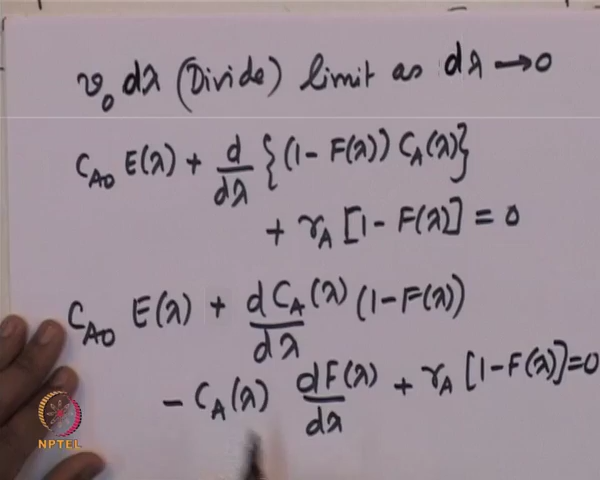 v₀ dλ (Divide) limit as dλ → 0
C_A0 E(λ) + d/dλ {(1 - F(λ)) C_A(λ)}
+ r_A [1 - F(λ)] = 0
C_A0 E(λ) + dC_A(λ)/dλ (1 - F(λ))
- C_A(λ) dF(λ)/dλ + r_A [1 - F(λ)] = 0
NPTEL